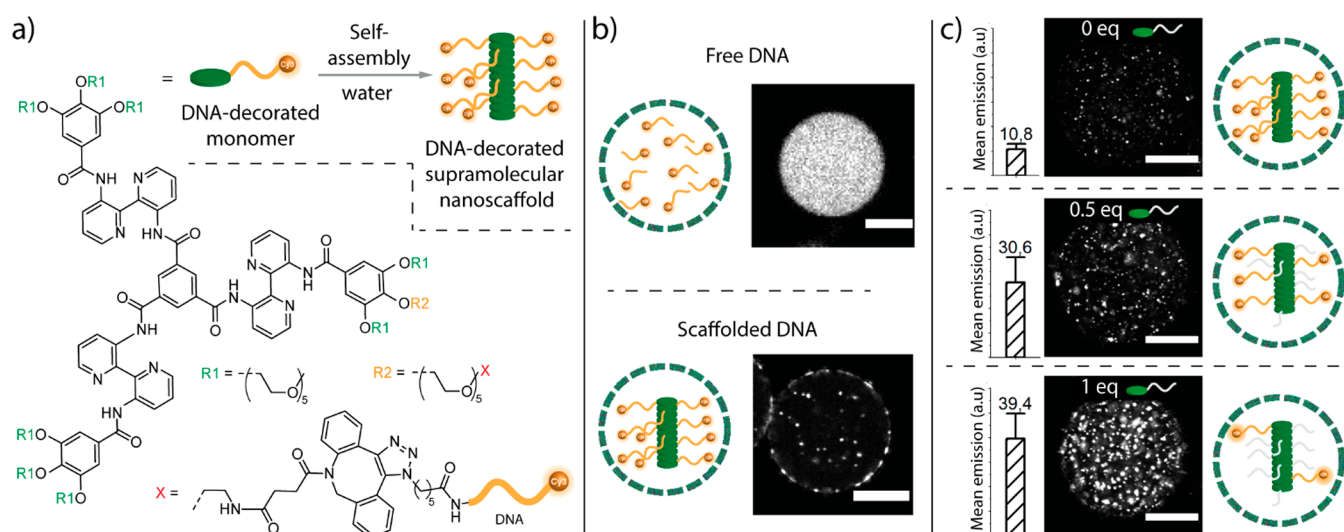 a)
Self-
assembly
water
=
DNA-decorated
monomer
DNA-decorated
supramolecular
nanoscaffold
OR1
R1O
OR1
O
NH
N
N
HN
O
O
NH
N
N
HN
O
OR1
OR2
OR1
O
NH
N
N
HN
O
R1O
R1O
OR1
R1 =
O
5
R2 =
O
5
X
X =
N
H
O
O
N
N
N
N
5
O
N
H
Cy3
DNA
b)
Free DNA
Scaffolded DNA
c)
Mean emission (a.u)
10,8
0 eq
Mean emission (a.u)
30,6
0.5 eq
Mean emission (a.u)
39,4
1 eq